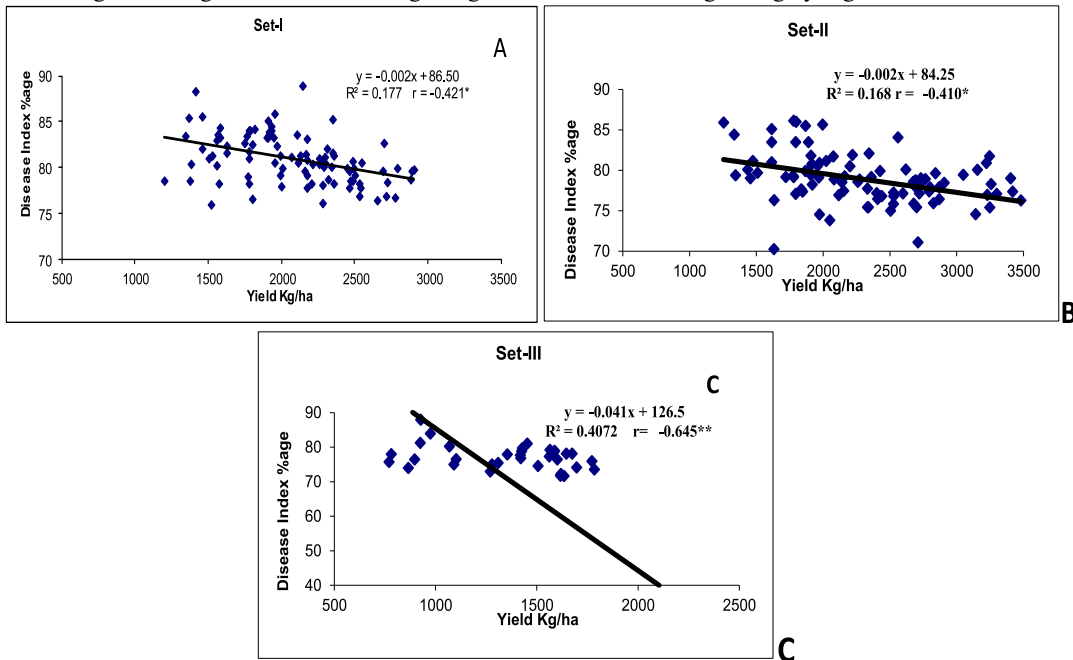 Set-I
A
y = -0.002x + 86.50
R² = 0.177 r = -0.421*
Disease Index %age
90
85
80
75
70
500 1000 1500 2000 2500 3000 3500
Yield Kg/ha
Set-II
y = -0.002x + 84.25
R² = 0.168 r = -0.410*
Disease Index %age
90
85
80
75
70
500 1000 1500 2000 2500 3000 3500
Yield Kg/ha
B
Set-III
C
y = -0.041x + 126.5
R² = 0.4072 r= -0.645**
Disease Index %age
90
80
70
60
50
40
500 1000 1500 2000 2500
Yield Kg/ha
C